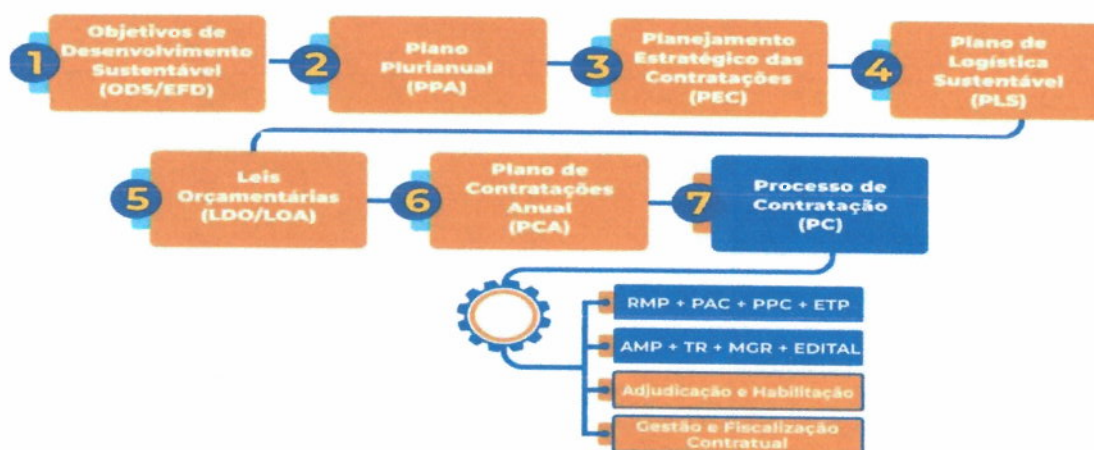 1
Objetivos de
Desenvolvimento
Sustentável
(ODS/EFD)
2
Plano
Plurianual
(PPA)
3
Planejamento
Estratégico das
Contratações
(PEC)
4
Plano de
Logística
Sustentável
(PLS)
5
Leis
Orçamentárias
(LDO/LOA)
6
Plano de
Contratações
Anual
(PCA)
7
Processo de
Contratação
(PC)
RMP + PAC + PPC + ETP
AMP + TR + MGR + EDITAL
Adjudicação e Habilitação
Gestão e Fiscalização
Contratual